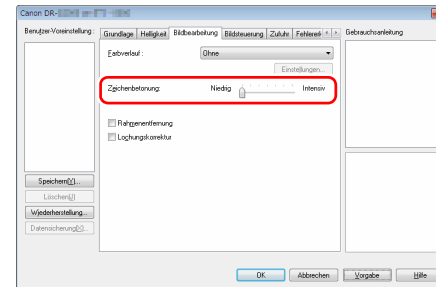 Canon DR-
Benutzer-Voreinstellung:
Grundlage Helligkeit Bildbearbeitung Bildsteuerung Zufuhr Fehlererk
Gebrauchsanleitung
Farbverlauf: Ohne
Einstellungen...
Zeichenbetonung: Niedrig Intensiv
Rahmenentfernung
Lochungskorrektur
Speichern(V)...
Löschen(J)
Wiederherstellung...
Datensicherung(X)...
OK Abbrechen Vorgabe Hilfe